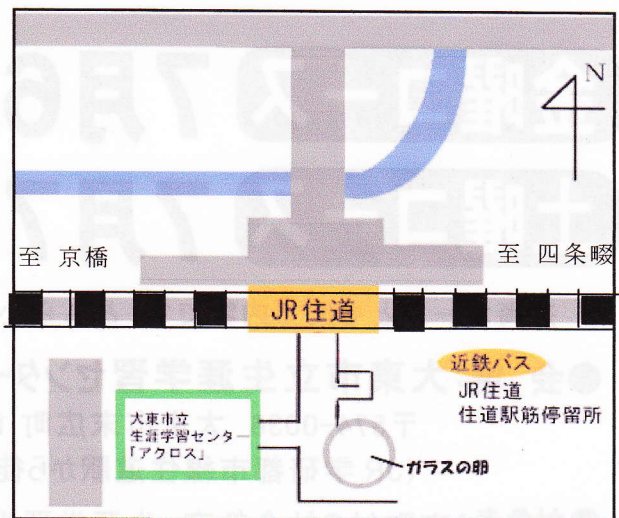 N
至 京橋
至 四条畷
JR住道
近鉄バス
JR住道
住道駅筋停留所
大東市立
生涯学習センター
「アクロス」
ガラスの卵